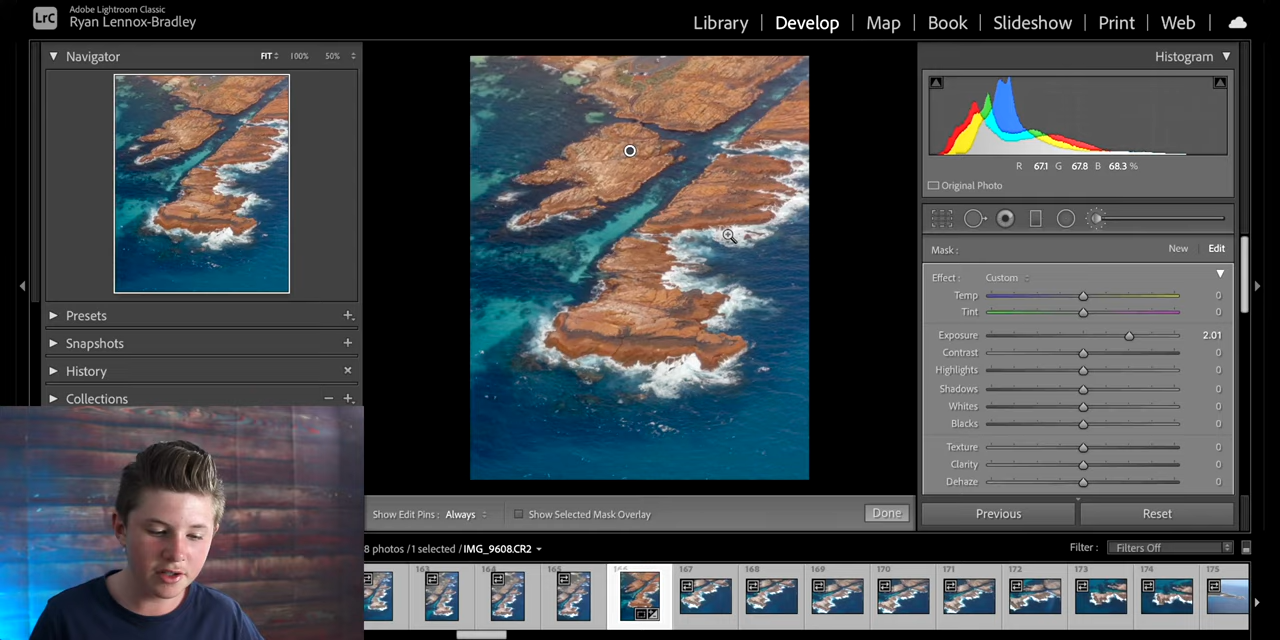 LrC
Adobe Lightroom Classic
Ryan Lennox-Bradley
Library | Develop | Map | Book | Slideshow | Print | Web
Navigator FIT 100% 50%
Histogram
R 67.1 G 67.8 B 68.3 %
Original Photo
Mask : New Edit
Effect : Custom
Temp 0
Tint 0
Exposure 2.01
Contrast 0
Highlights 0
Shadows 0
Whites 0
Blacks 0
Texture 0
Clarity 0
Dehaze 0
Presets
Snapshots
History
Collections
Show Edit Pins : Always Show Selected Mask Overlay Done
Previous Reset
8 photos / 1 selected / IMG_9608.CR2
Filter : Filters Off
163 164 165 166 167 168 169 170 171 172 173 174 175